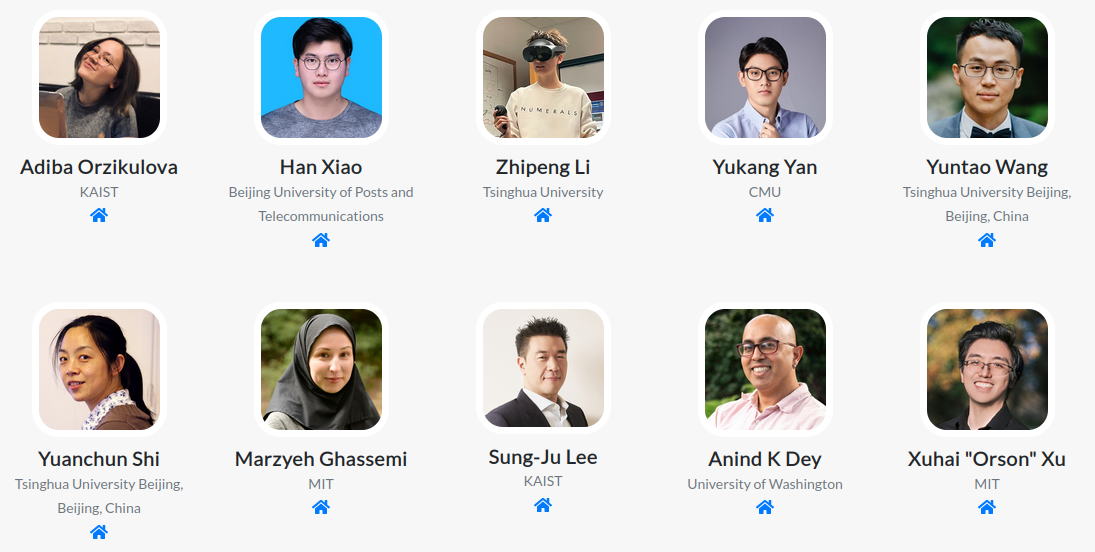 NUMERALS
Adiba Orzikulova
KAIST
Han Xiao
Beijing University of Posts and
Telecommunications
Zhipeng Li
Tsinghua University
Yukang Yan
CMU
Yuntao Wang
Tsinghua University Beijing,
Beijing, China
Yuanchun Shi
Tsinghua University Beijing,
Beijing, China
Marzyeh Ghassemi
MIT
Sung-Ju Lee
KAIST
Anind K Dey
University of Washington
Xuhai "Orson" Xu
MIT